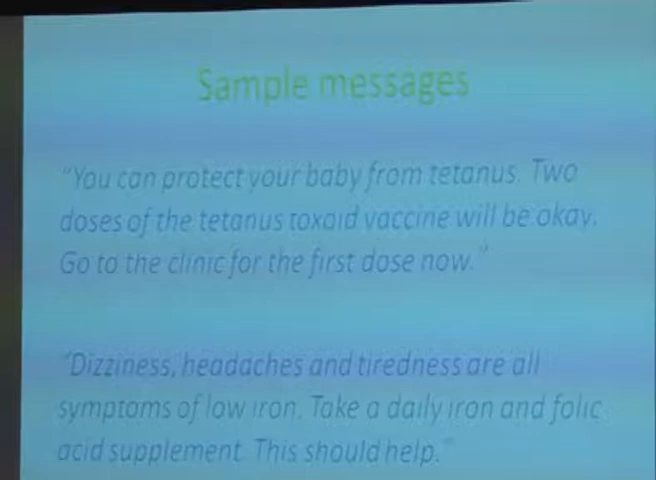 Sample messages
"You can protect your baby from tetanus. Two
doses of the tetanus toxoid vaccine will be okay.
Go to the clinic for the first dose now."
"Dizziness, headaches and tiredness are all
symptoms of low iron. Take a daily iron and folic
acid supplement. This should help."